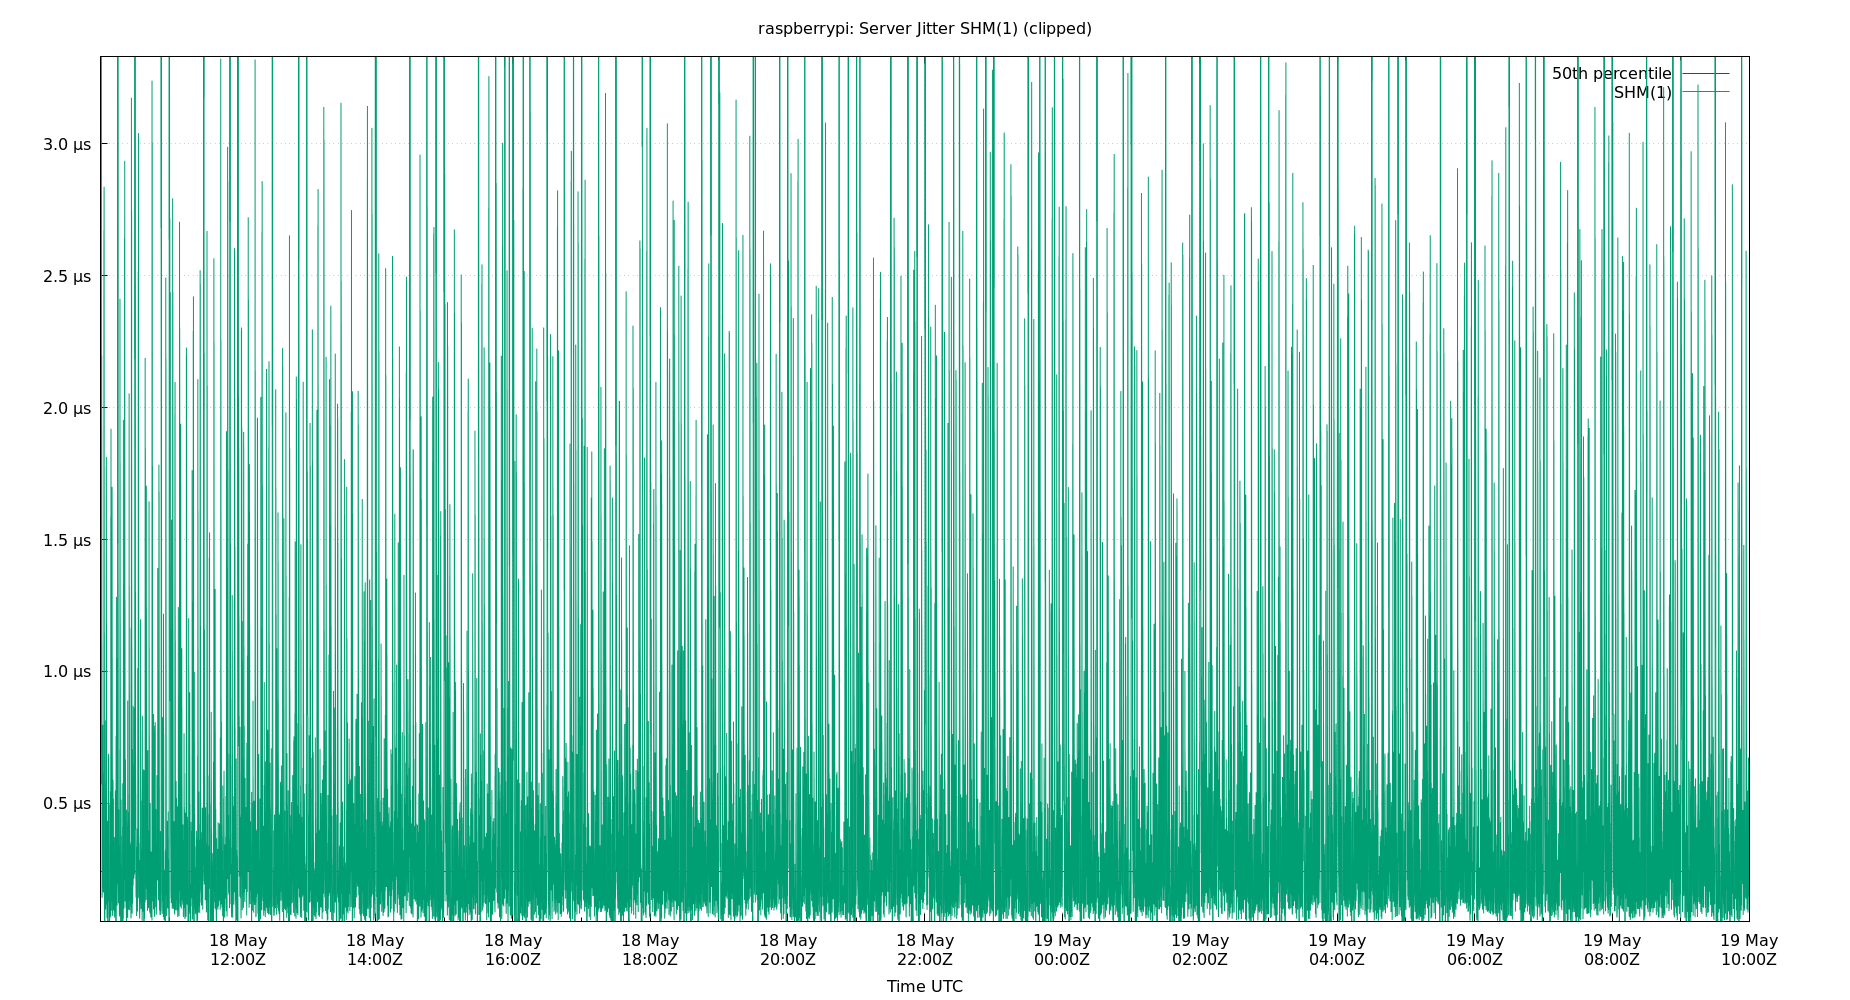 raspberrypi: Server Jitter SHM(1) (clipped)
50th percentile
SHM(1)
3.0 µs
2.5 µs
2.0 µs
1.5 µs
1.0 µs
0.5 µs
18 May 18 May 18 May 18 May 18 May 18 May 19 May 19 May 19 May 19 May 19 May 19 May
12:00Z 14:00Z 16:00Z 18:00Z 20:00Z 22:00Z 00:00Z 02:00Z 04:00Z 06:00Z 08:00Z 10:00Z
Time UTC